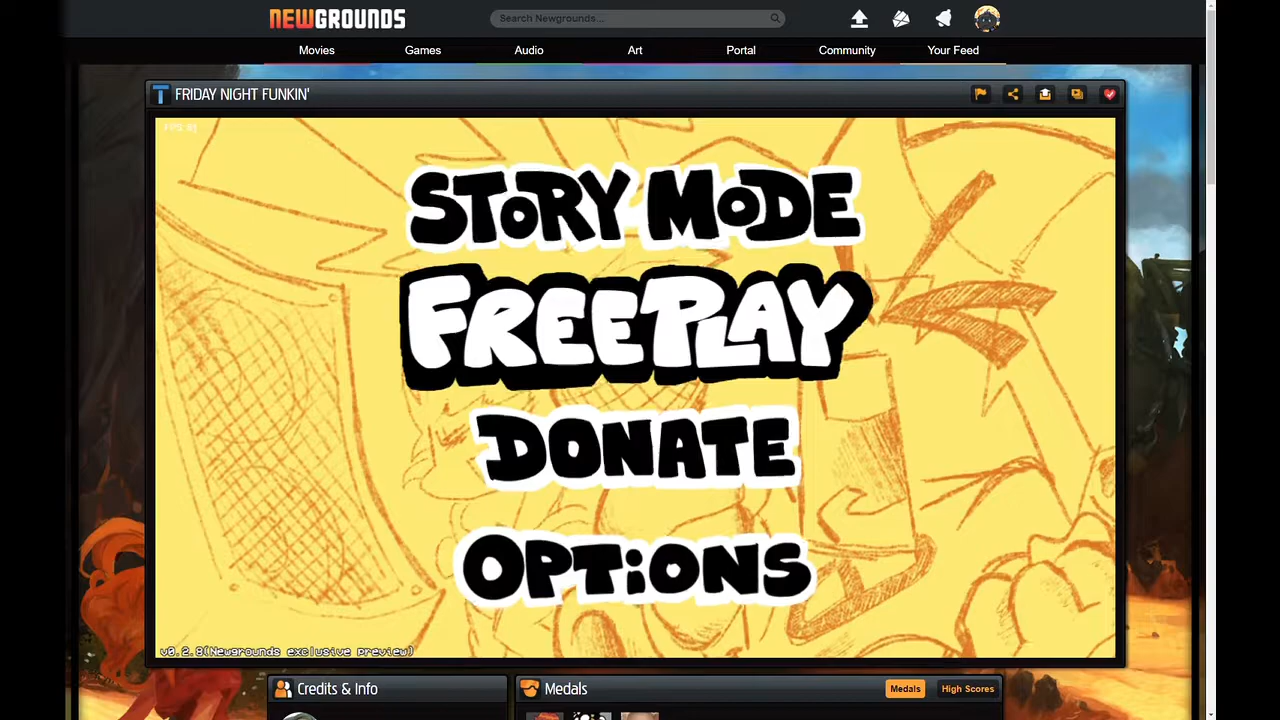 NEWGROUNDS
Search Newgrounds...
Movies Games Audio Art Portal Community Your Feed
T FRIDAY NIGHT FUNKIN'
STORY MODE
FREEPLAY
DONATE
OPTIONS
v0.2.8(Newgrounds exclusive preview)
Credits & Info
Medals
Medals High Scores